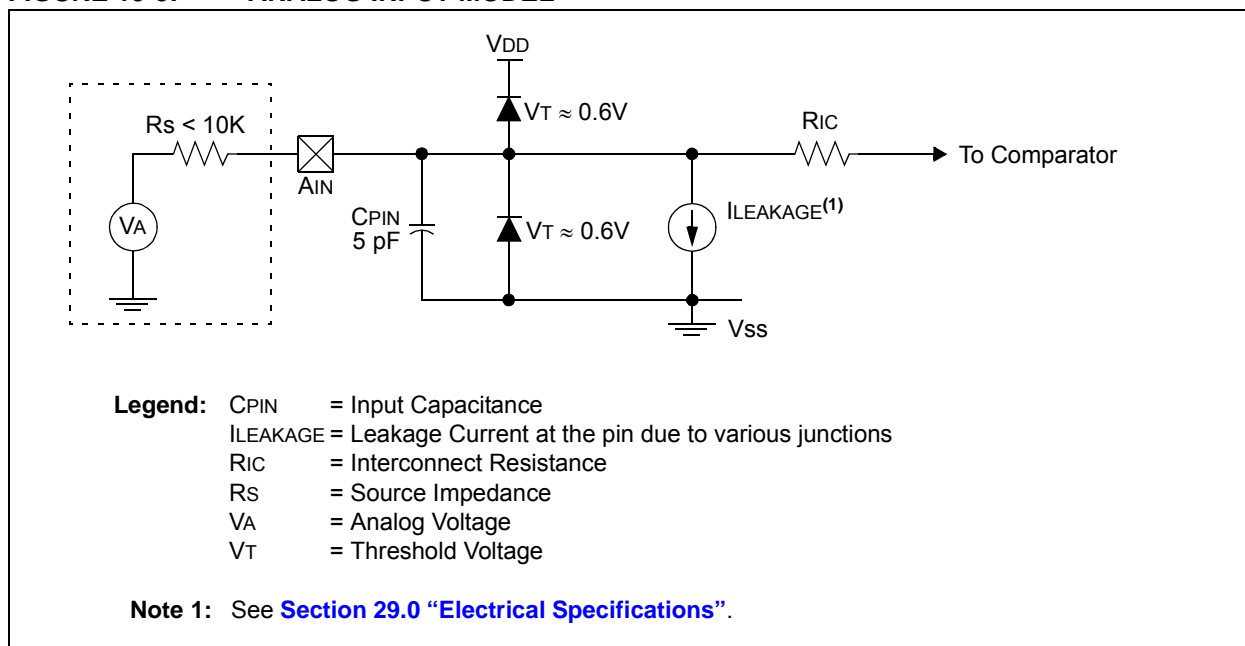 VDD
VT ≈ 0.6V
Rs < 10K
RIC
To Comparator
AIN
CPIN
5 pF
VA
VT ≈ 0.6V
ILEAKAGE(1)
Vss
Legend: CPIN = Input Capacitance
ILEAKAGE = Leakage Current at the pin due to various junctions
RIC = Interconnect Resistance
RS = Source Impedance
VA = Analog Voltage
VT = Threshold Voltage
Note 1: See Section 29.0 “Electrical Specifications”.